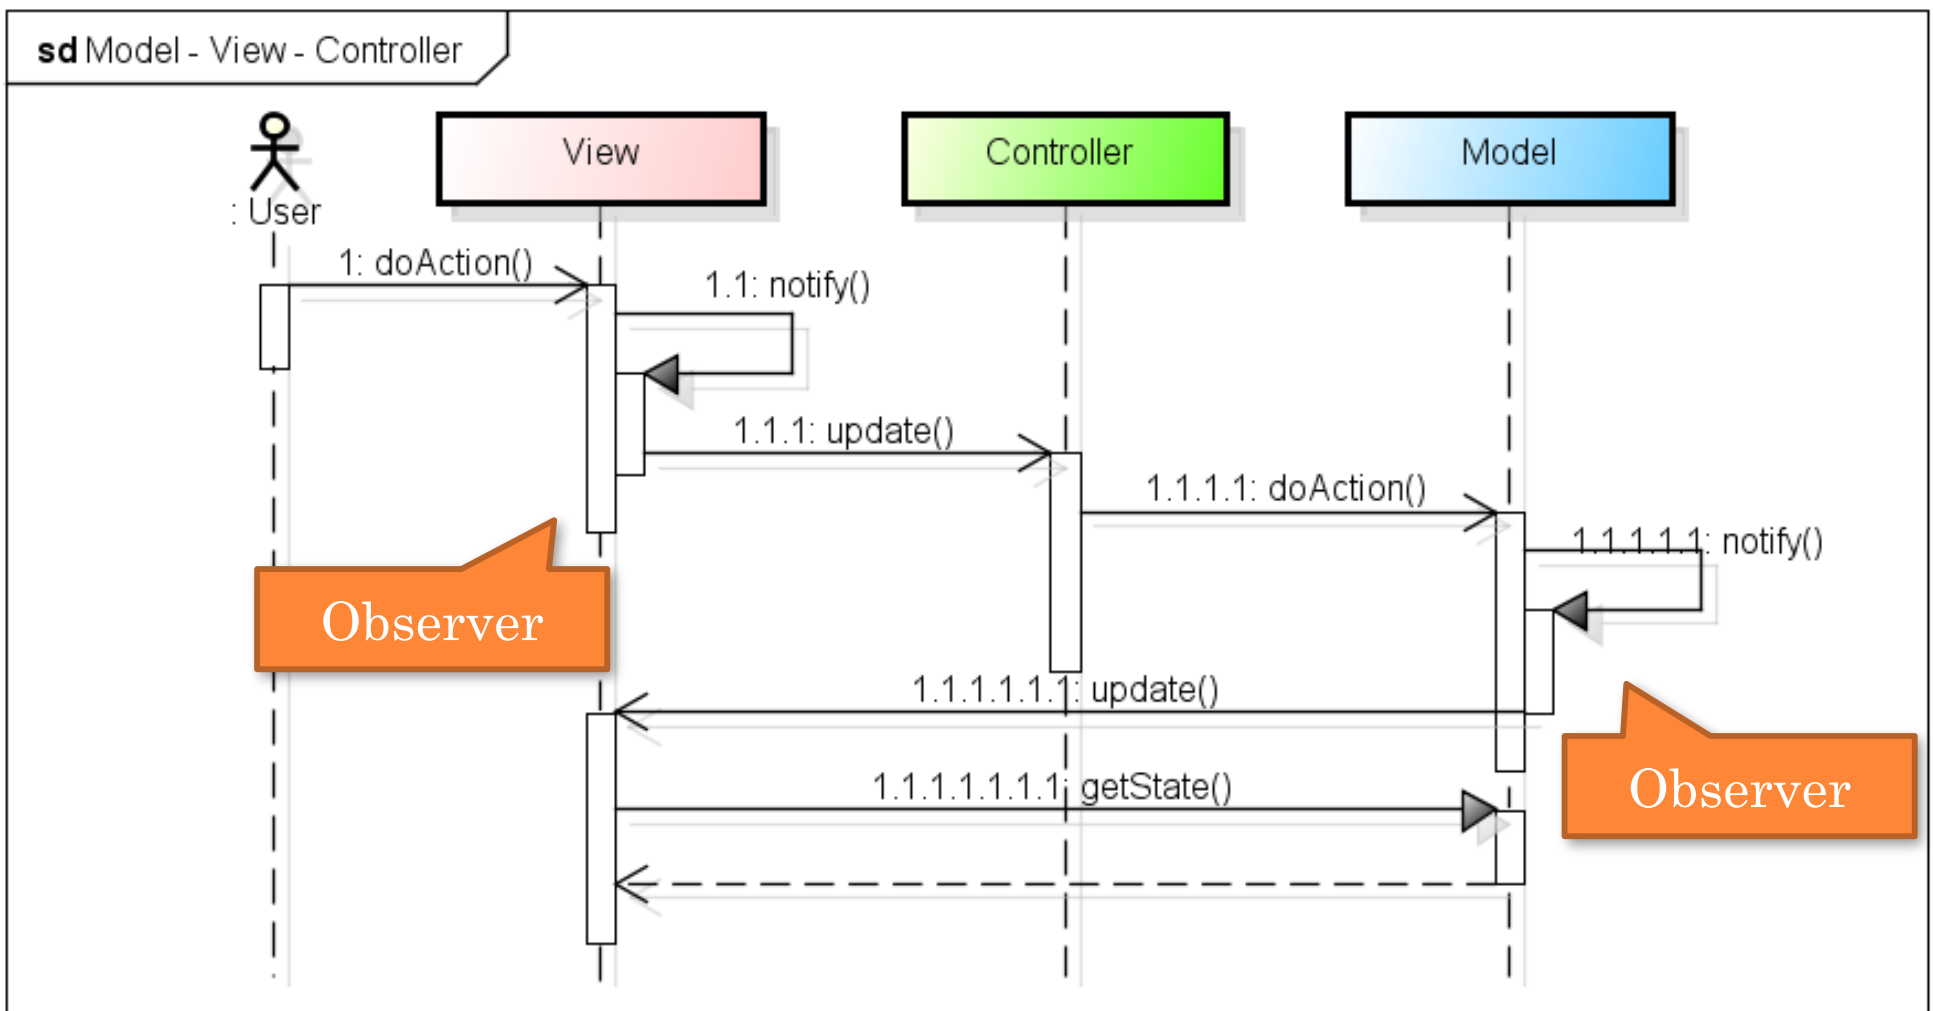 sd Model - View - Controller
View
Controller
Model
: User
1: doAction()
1.1: notify()
1.1.1: update()
1.1.1.1: doAction()
1.1.1.1.1: notify()
Observer
1.1.1.1.1.1: update()
1.1.1.1.1.1.1: getState()
Observer